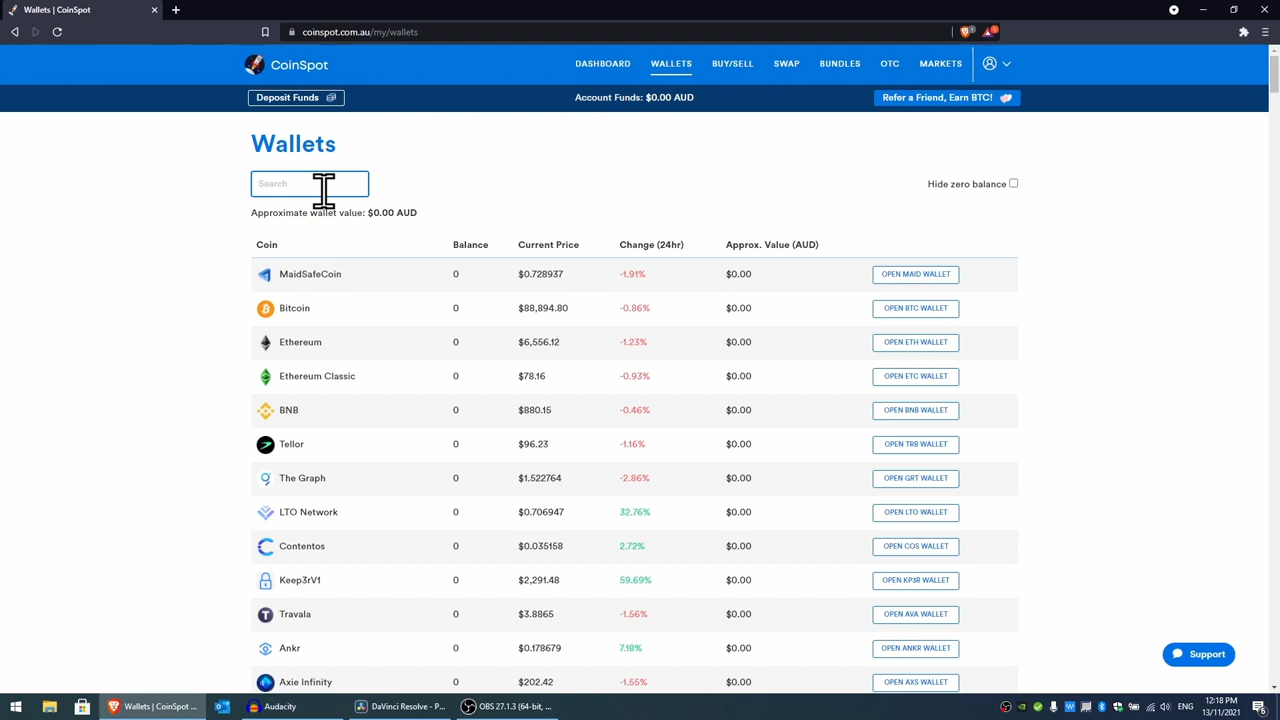 Wallets | CoinSpot
coinspot.com.au/my/wallets
CoinSpot
DASHBOARD WALLETS BUY/SELL SWAP BUNDLES OTC MARKETS
Deposit Funds Account Funds: $0.00 AUD Refer a Friend, Earn BTC!
Wallets
Search Hide zero balance
Approximate wallet value: $0.00 AUD
Coin Balance Current Price Change (24hr) Approx. Value (AUD)
MaidSafeCoin 0 $0.728937 -1.91% $0.00 OPEN MAID WALLET
Bitcoin 0 $88,894.80 -0.86% $0.00 OPEN BTC WALLET
Ethereum 0 $6,556.12 -1.23% $0.00 OPEN ETH WALLET
Ethereum Classic 0 $78.16 -0.93% $0.00 OPEN ETC WALLET
BNB 0 $880.15 -0.46% $0.00 OPEN BNB WALLET
Tellor 0 $96.23 -1.16% $0.00 OPEN TRB WALLET
The Graph 0 $1.522764 -2.86% $0.00 OPEN GRT WALLET
LTO Network 0 $0.706947 32.76% $0.00 OPEN LTO WALLET
Contentos 0 $0.035158 2.72% $0.00 OPEN COS WALLET
Keep3rV1 0 $2,291.48 59.69% $0.00 OPEN KP3R WALLET
Travala 0 $3.8865 -1.56% $0.00 OPEN AVA WALLET
Ankr 0 $0.178679 7.18% $0.00 OPEN ANKR WALLET
Axie Infinity 0 $202.42 -1.55% $0.00 OPEN AXS WALLET
Support
Wallets | CoinSpot ... Audacity DaVinci Resolve - P... OBS 27.1.3 (64-bit, ... ENG 12:18 PM
13/11/2021